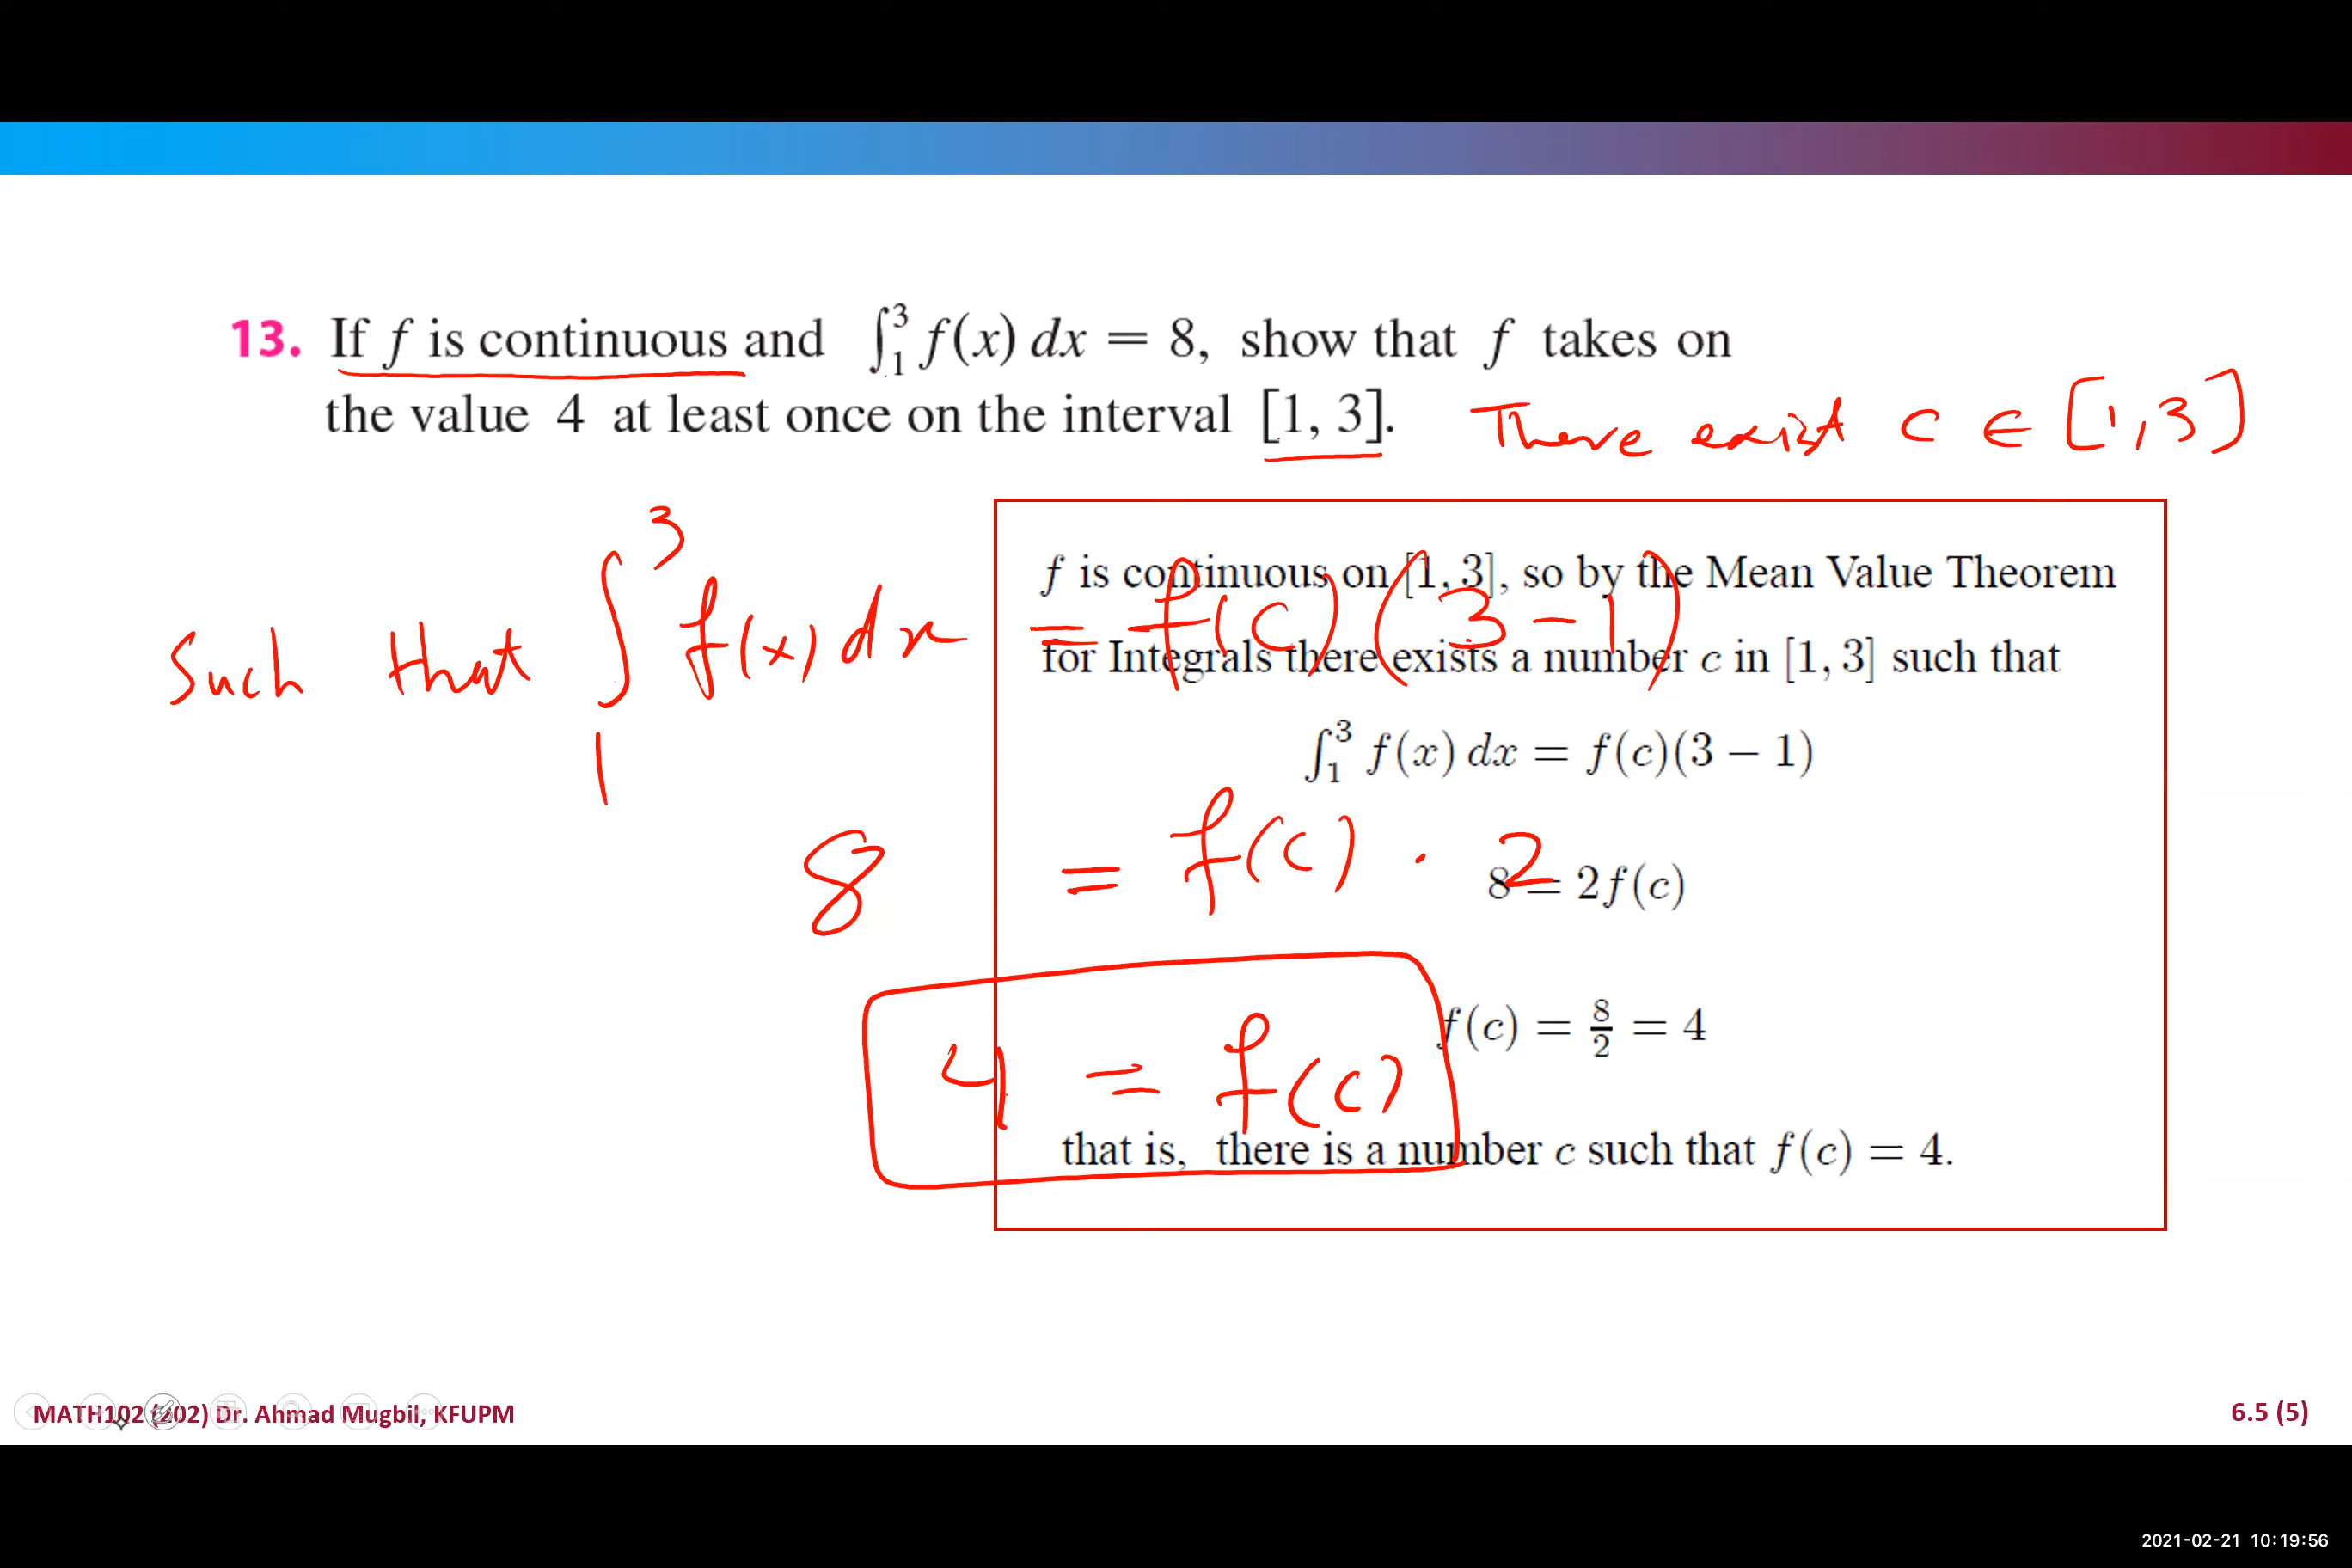 13. If f is continuous and ∫₁³ f(x) dx = 8, show that f takes on
the value 4 at least once on the interval [1, 3].
There exist c ∈ [1,3]
Such that ∫₁³ f(x) dx = f(c) (3-1)
8 = f(c) · 2
4 = f(c)
f is continuous on [1, 3], so by the Mean Value Theorem
for Integrals there exists a number c in [1, 3] such that
∫₁³ f(x) dx = f(c)(3 − 1)
8 = 2f(c)
f(c) = 8/2 = 4
that is, there is a number c such that f(c) = 4.
MATH102 (202) Dr. Ahmad Mugbil, KFUPM
6.5 (5)
2021-02-21 10:19:56